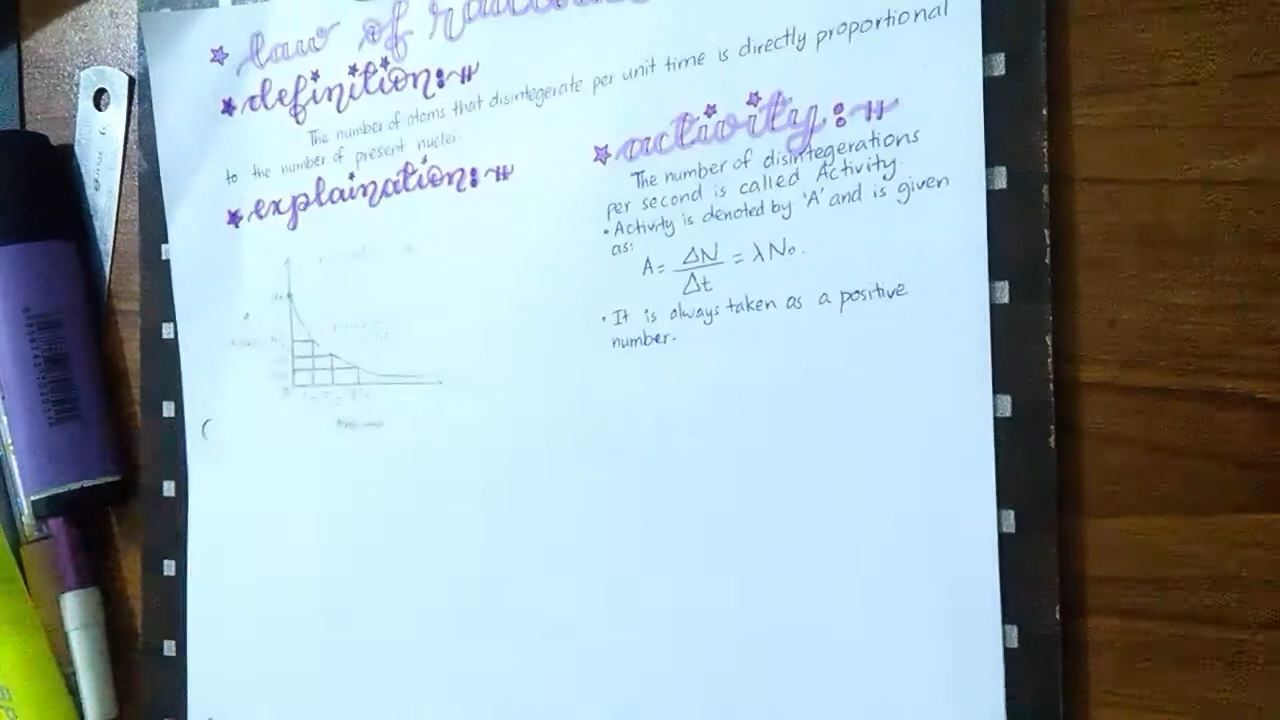 law of
definition:
The number of atoms that disintegerate per unit time is directly proportional
to the number of present nuclei.
explaination:
activity:
The number of disintegerations
per second is called Activity.
• Activity is denoted by 'A' and is given
as:
A = ΔN/Δt = λN₀.
• It is always taken as a positive
number.